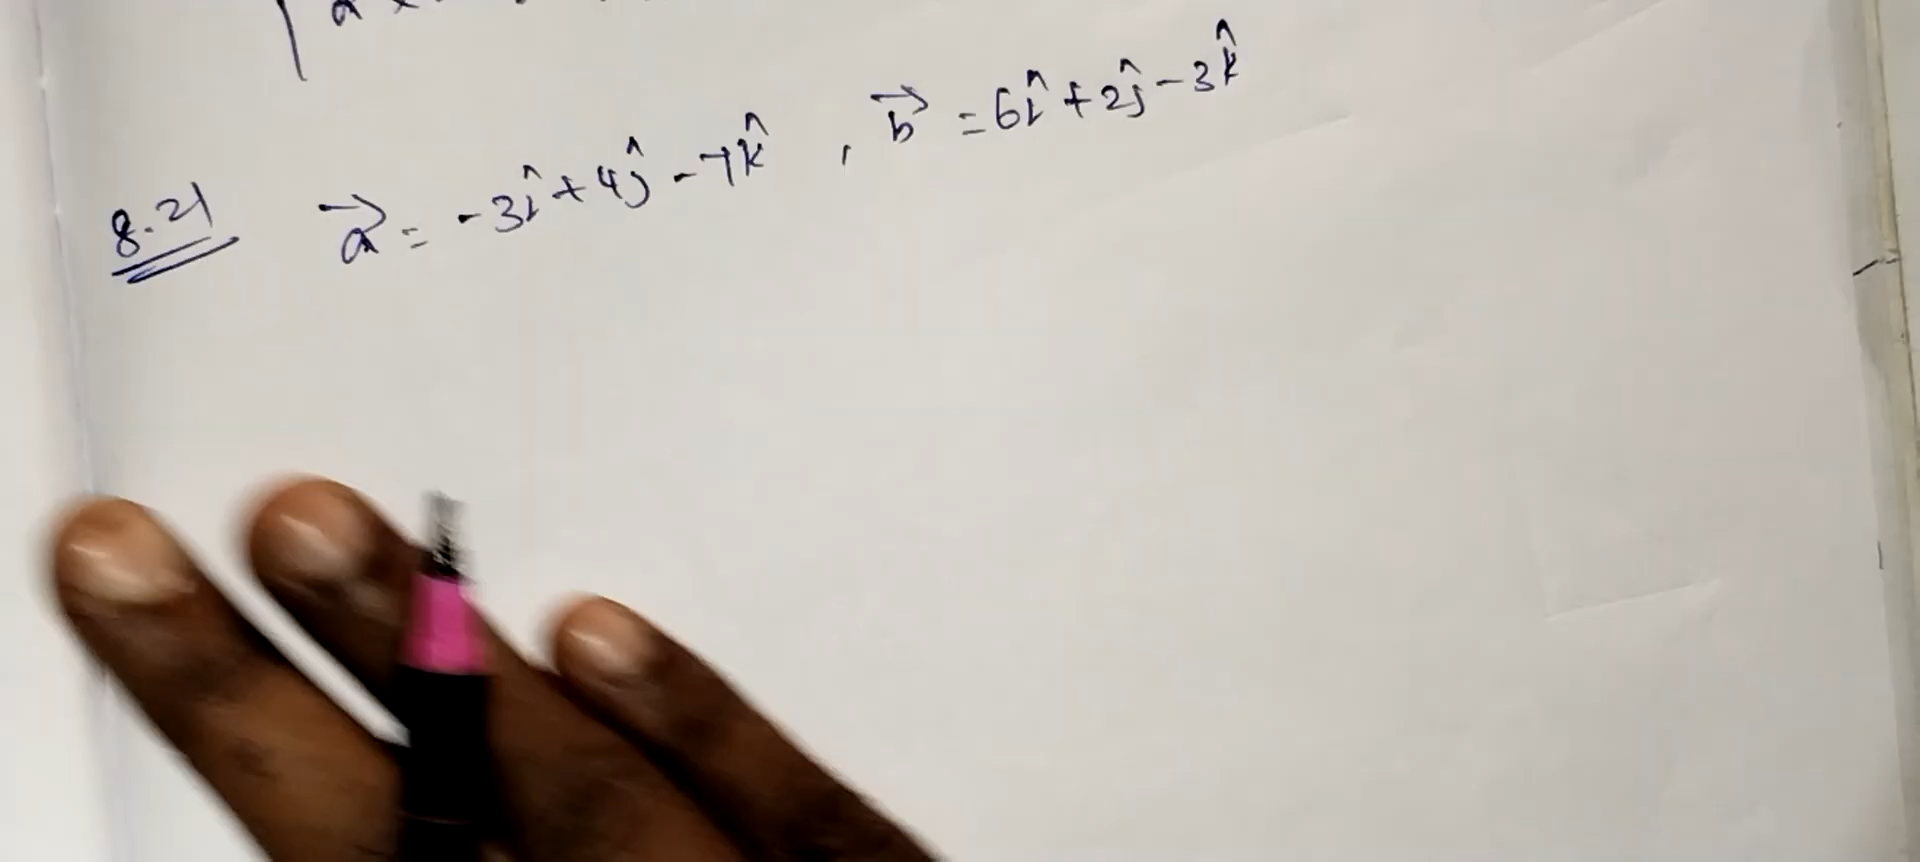 8.21 a⃗ = -3î + 4ĵ - 7k̂ , b⃗ = 6î + 2ĵ - 3k̂